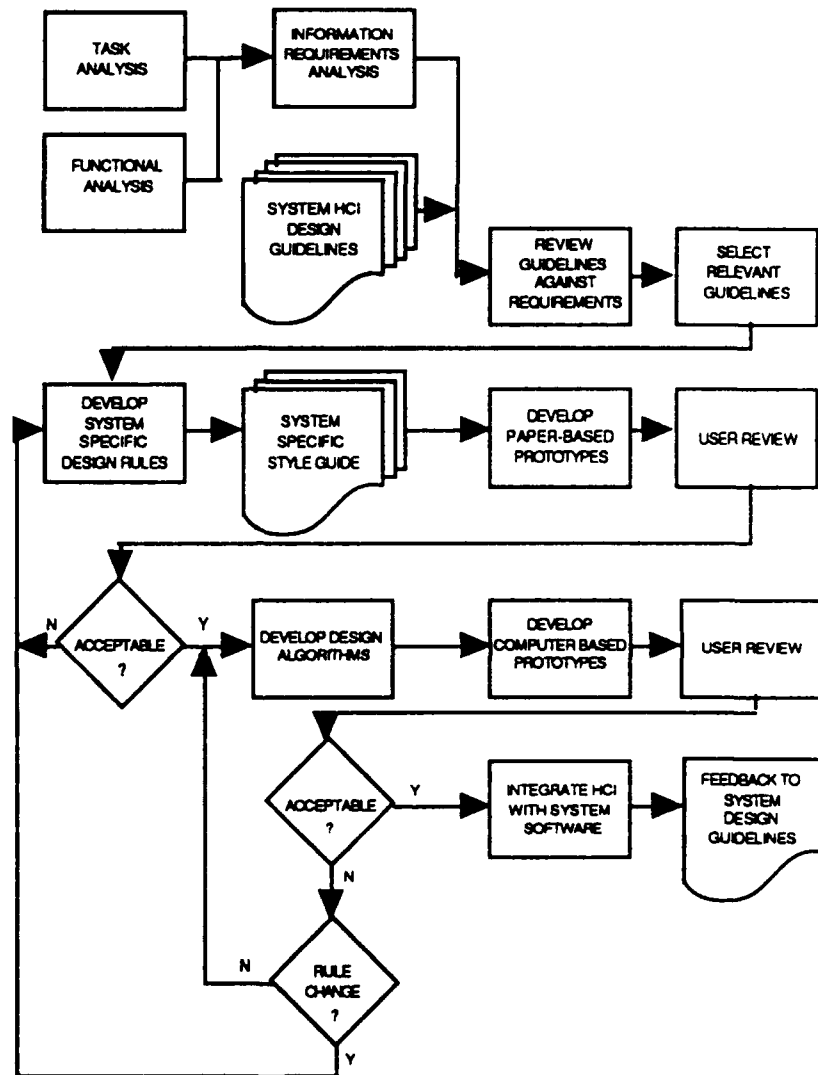 TASK
ANALYSIS
INFORMATION
REQUIREMENTS
ANALYSIS
FUNCTIONAL
ANALYSIS
SYSTEM HCI
DESIGN
GUIDELINES
REVIEW
GUIDELINES
AGAINST
REQUIREMENTS
SELECT
RELEVANT
GUIDELINES
DEVELOP
SYSTEM
SPECIFIC
DESIGN RULES
SYSTEM
SPECIFIC
STYLE GUIDE
DEVELOP
PAPER-BASED
PROTOTYPES
USER REVIEW
N
ACCEPTABLE
?
Y
DEVELOP DESIGN
ALGORITHMS
DEVELOP
COMPUTER BASED
PROTOTYPES
USER REVIEW
ACCEPTABLE
?
Y
INTEGRATE HCI
WITH SYSTEM
SOFTWARE
FEEDBACK TO
SYSTEM
DESIGN
GUIDELINES
N
N
RULE
CHANGE
?
Y